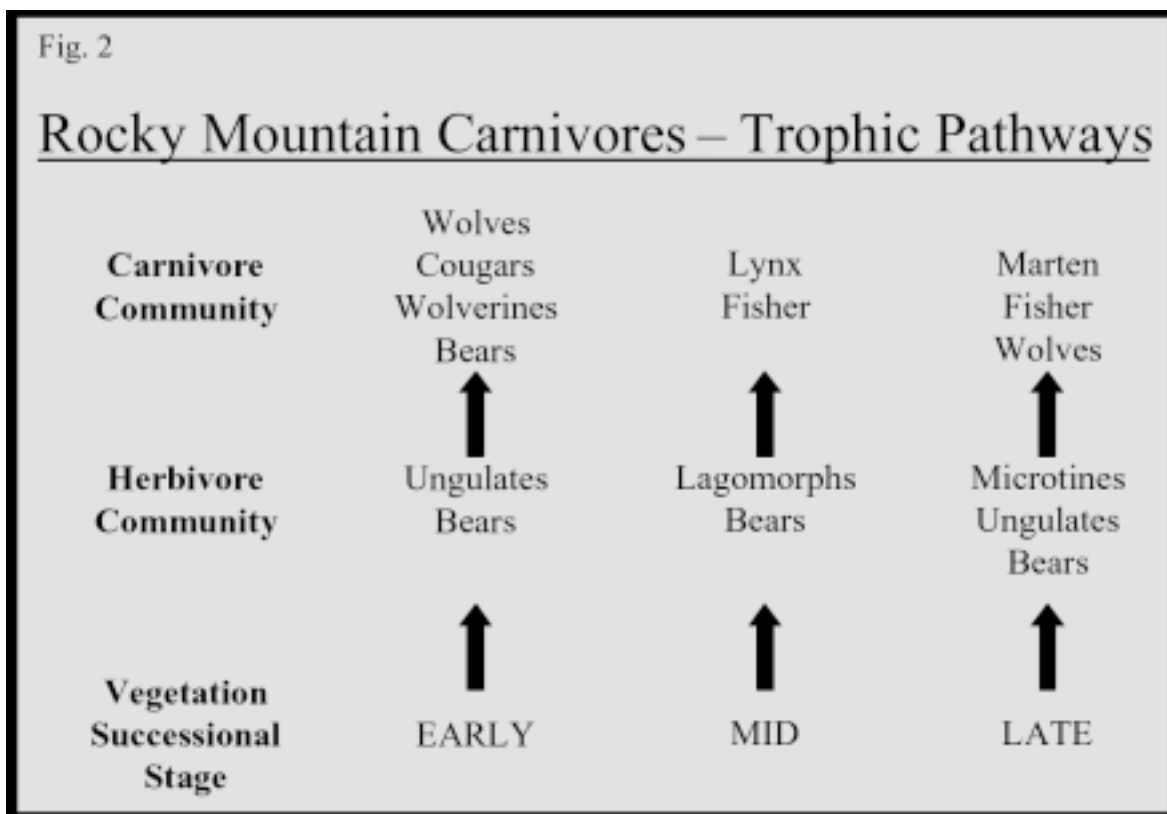 Fig. 2
Rocky Mountain Carnivores – Trophic Pathways
Carnivore
Community
Wolves
Cougars
Wolverines
Bears
Lynx
Fisher
Marten
Fisher
Wolves
Herbivore
Community
Ungulates
Bears
Lagomorphs
Bears
Microtines
Ungulates
Bears
Vegetation
Successional
Stage
EARLY
MID
LATE